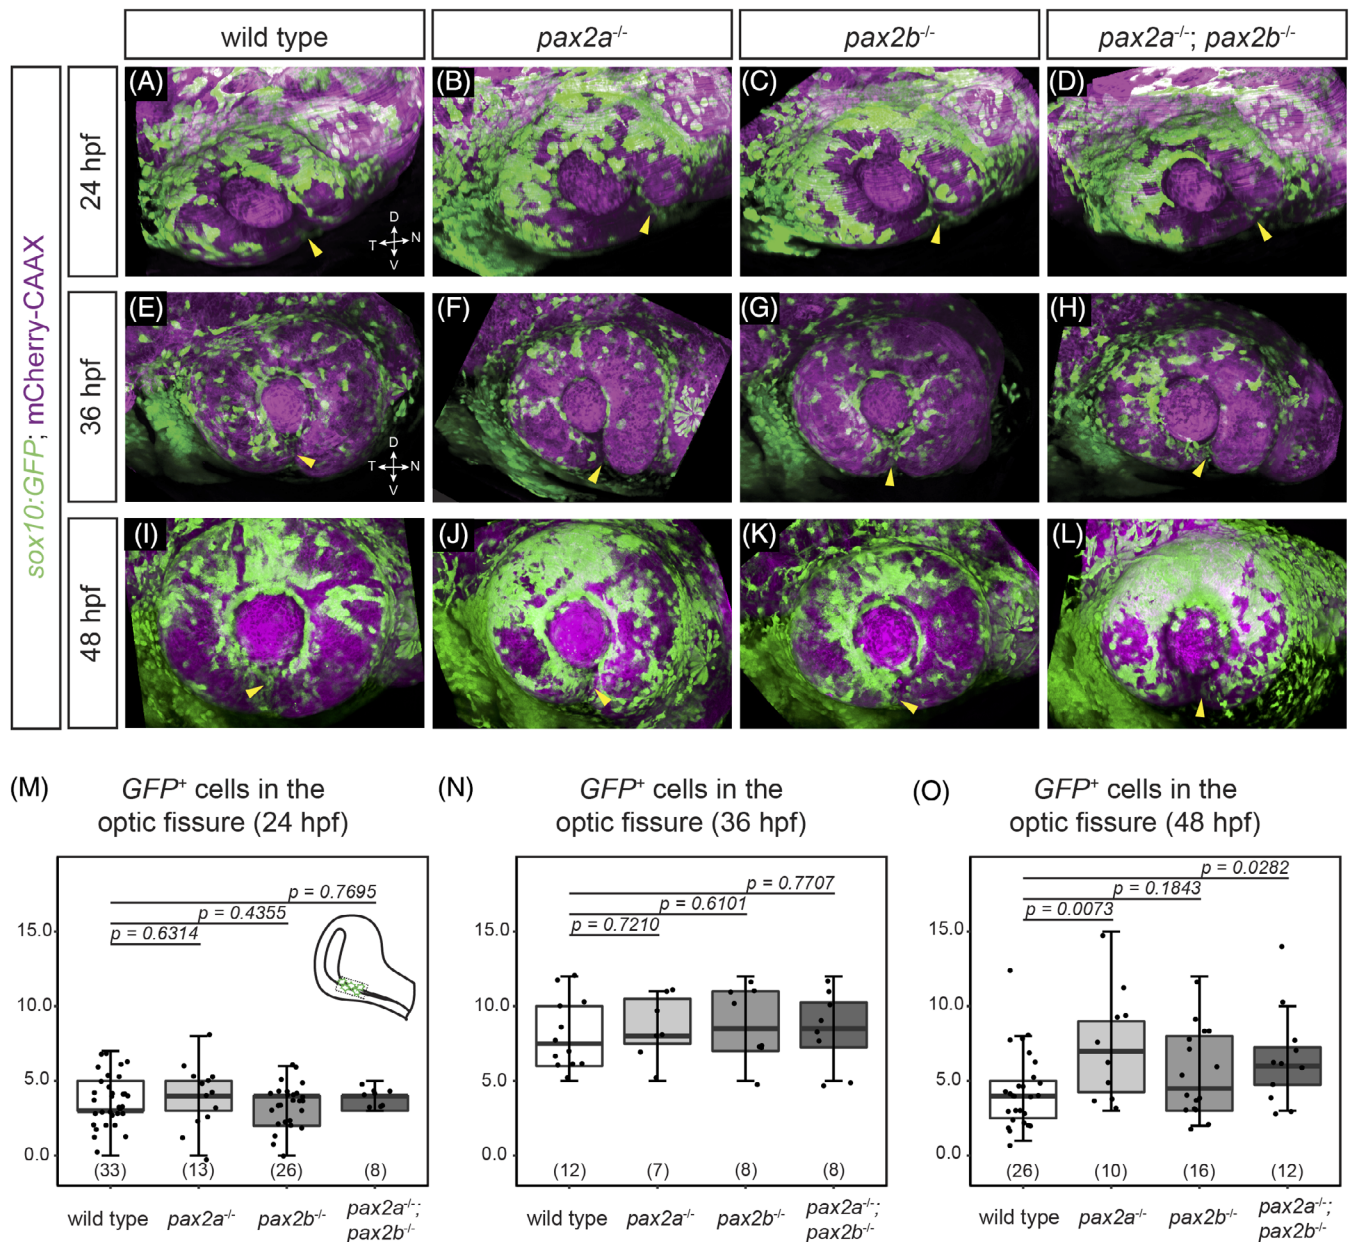 wild type
pax2a-/-
pax2b-/-
pax2a-/-; pax2b-/-
sox10:GFP; mCherry-CAAX
24 hpf
(A)
(B)
(C)
(D)
D
T N
V
36 hpf
(E)
(F)
(G)
(H)
D
T N
V
48 hpf
(I)
(J)
(K)
(L)
(M)
GFP+ cells in the
optic fissure (24 hpf)
p = 0.7695
p = 0.4355
p = 0.6314
15.0
10.0
5.0
0.0
(33)
(13)
(26)
(8)
wild type
pax2a-/-
pax2b-/-
pax2a-/-;
pax2b-/-
(N)
GFP+ cells in the
optic fissure (36 hpf)
p = 0.7707
p = 0.6101
p = 0.7210
15.0
10.0
5.0
0.0
(12)
(7)
(8)
(8)
wild type
pax2a-/-
pax2b-/-
pax2a-/-;
pax2b-/-
(O)
GFP+ cells in the
optic fissure (48 hpf)
p = 0.0282
p = 0.1843
p = 0.0073
15.0
10.0
5.0
0.0
(26)
(10)
(16)
(12)
wild type
pax2a-/-
pax2b-/-
pax2a-/-;
pax2b-/-